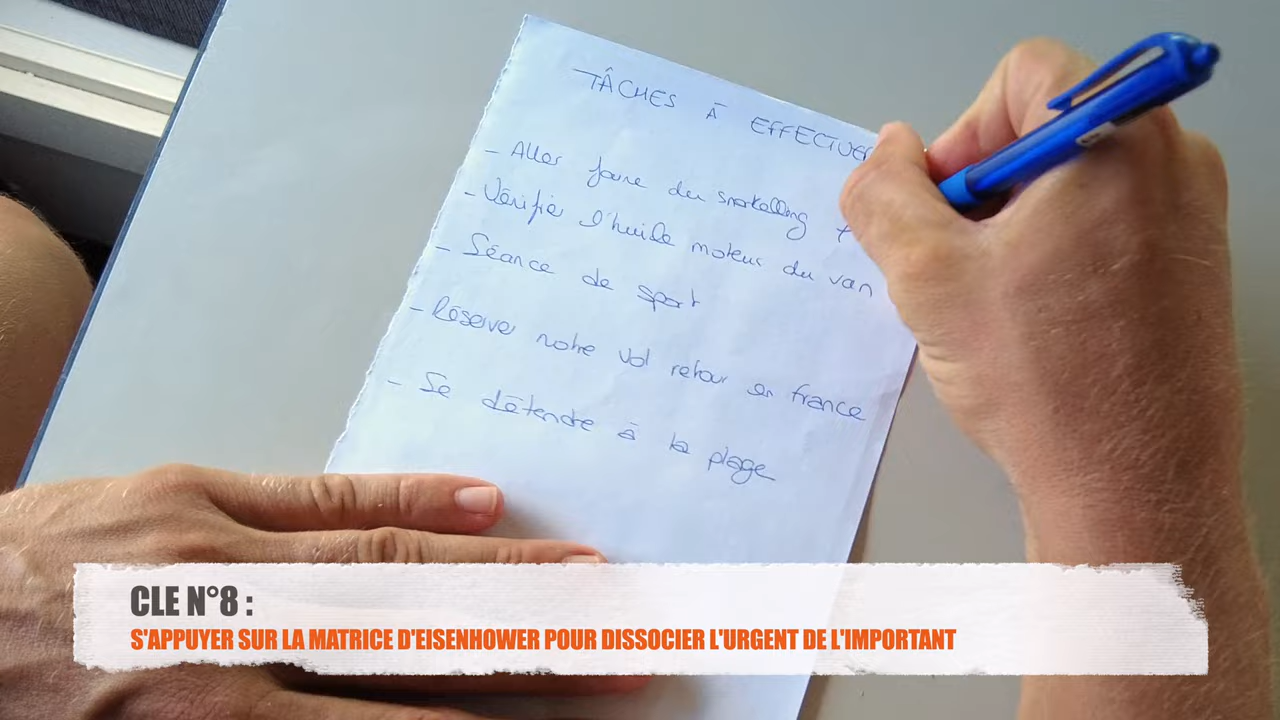 TÂCHES À EFFECTUER
- Aller faire du snorkelling
- Vérifier l'huile moteur du van
- Séance de sport
- Réserver notre vol retour en france
- Se détendre à la plage
CLE N°8 :
S'APPUYER SUR LA MATRICE D'EISENHOWER POUR DISSOCIER L'URGENT DE L'IMPORTANT